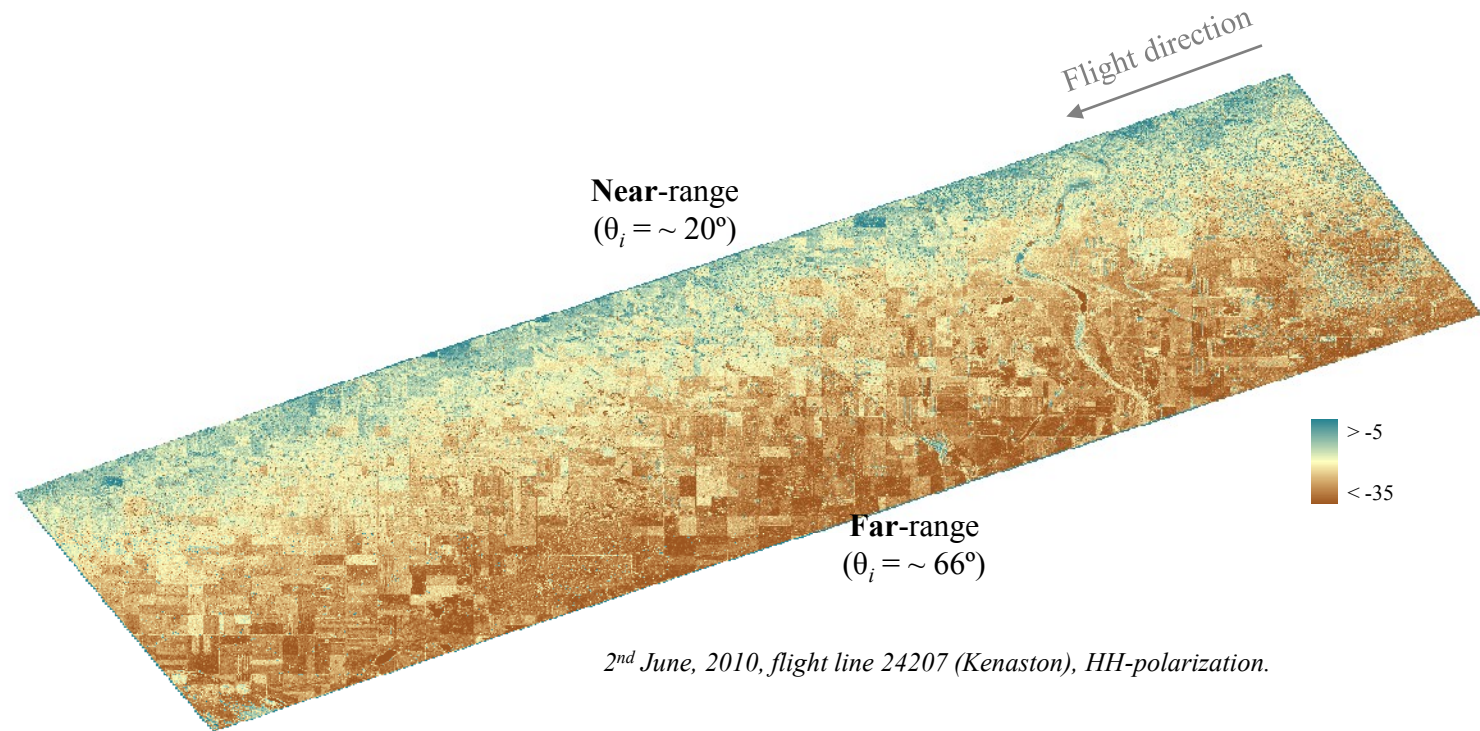 Flight direction
Near-range
(θi = ~ 20º)
> -5
< -35
Far-range
(θi = ~ 66º)
2nd June, 2010, flight line 24207 (Kenaston), HH-polarization.